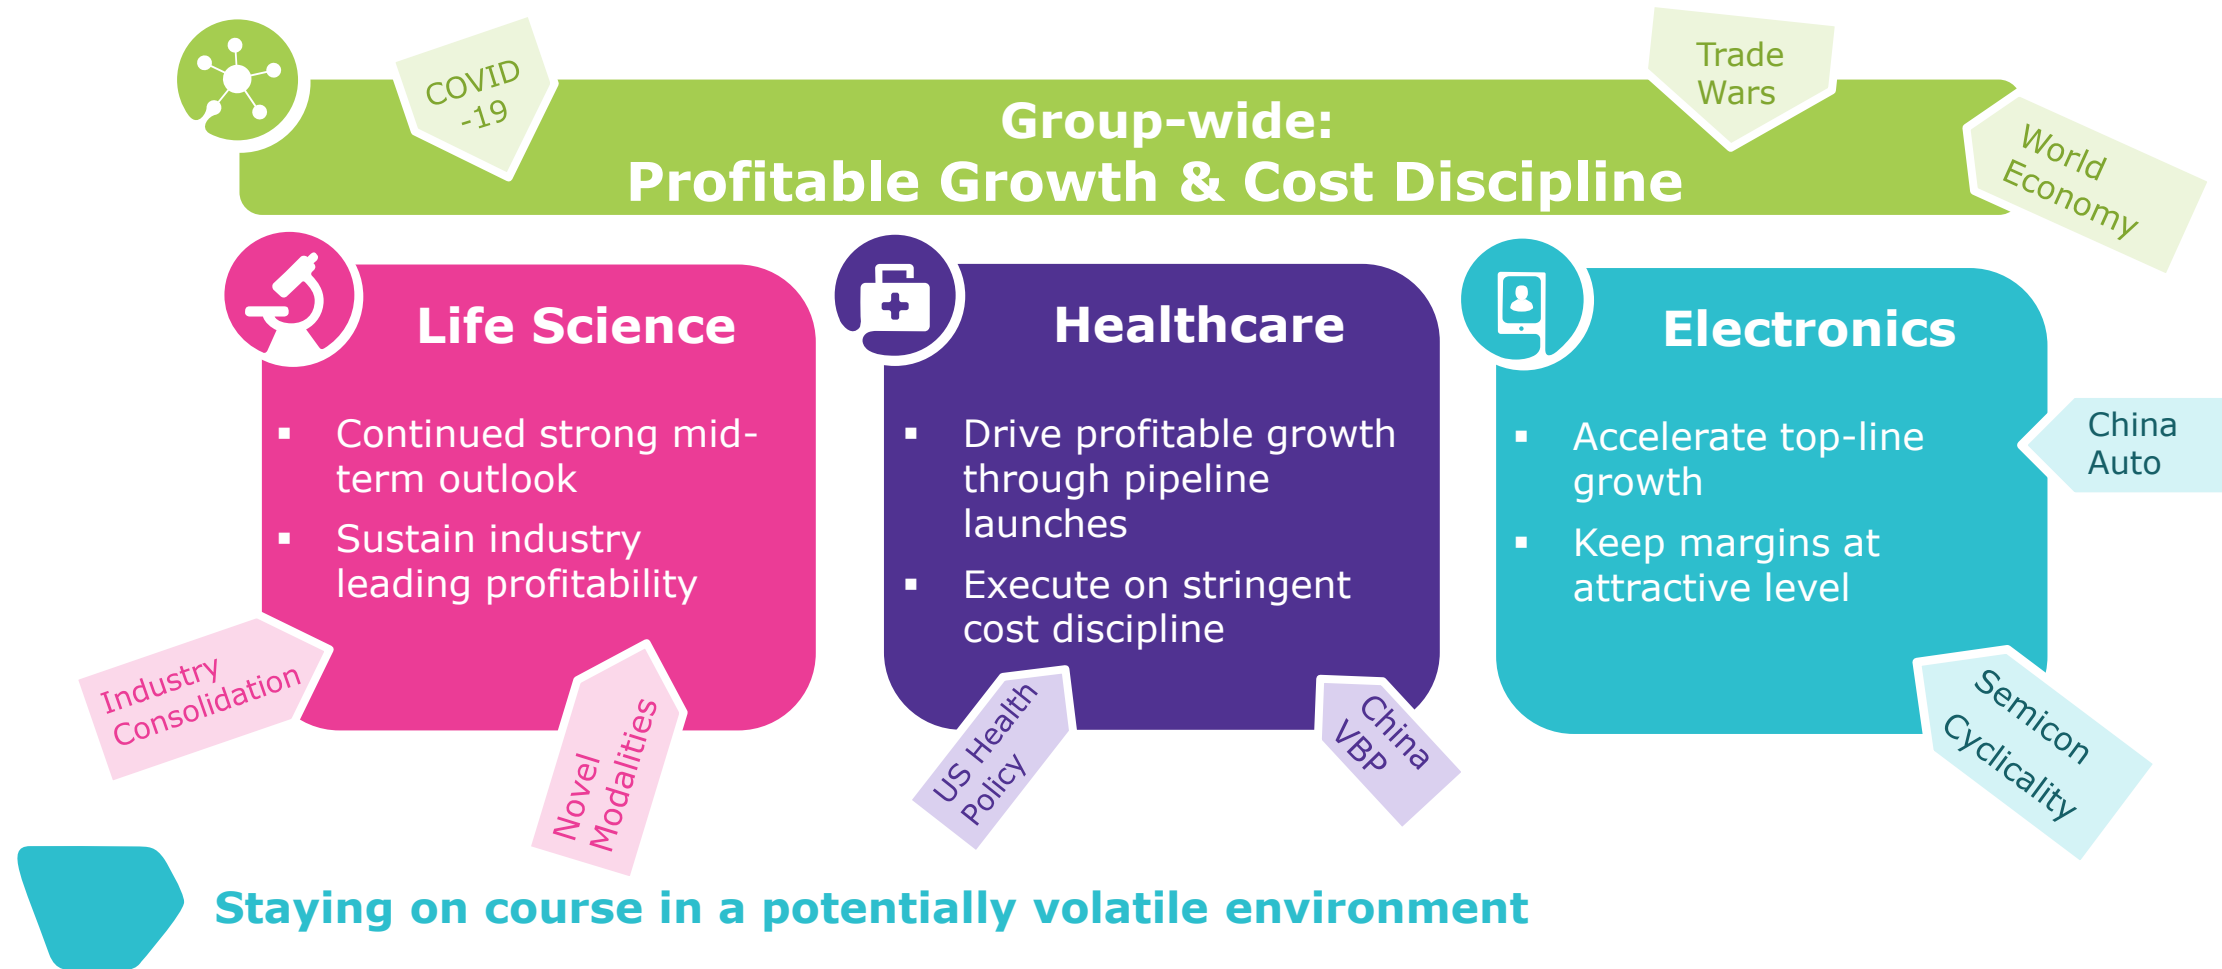 COVID
-19
Trade
Wars
World
Economy
Group-wide:
Profitable Growth & Cost Discipline
Life Science
▪ Continued strong mid-
term outlook
▪ Sustain industry
leading profitability
Industry
Consolidation
Novel
Modalities
Healthcare
▪ Drive profitable growth
through pipeline
launches
▪ Execute on stringent
cost discipline
US Health
Policy
China
VBP
Electronics
▪ Accelerate top-line
growth
▪ Keep margins at
attractive level
China
Auto
Semicon
Cyclicality
Staying on course in a potentially volatile environment